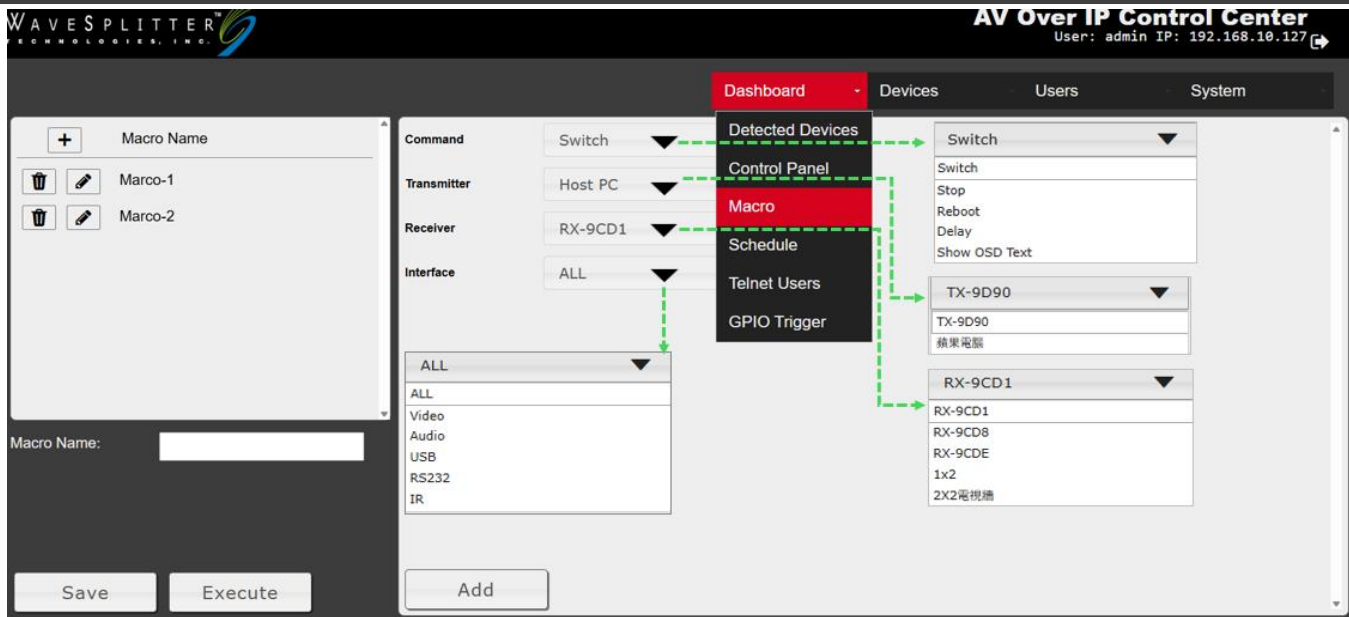 WAVESPLITTER™
TECHNOLOGIES, INC.
AV Over IP Control Center
User: admin IP: 192.168.10.127
Dashboard
Devices
Users
System
Detected Devices
Control Panel
Macro
Schedule
Telnet Users
GPIO Trigger
+ Macro Name
Marco-1
Marco-2
Macro Name:
Save
Execute
Command Switch
Transmitter Host PC
Receiver RX-9CD1
Interface ALL
ALL
ALL
Video
Audio
USB
RS232
IR
Add
Switch
Switch
Stop
Reboot
Delay
Show OSD Text
TX-9D90
TX-9D90
蘋果電腦
RX-9CD1
RX-9CD1
RX-9CD8
RX-9CDE
1x2
2X2電視牆